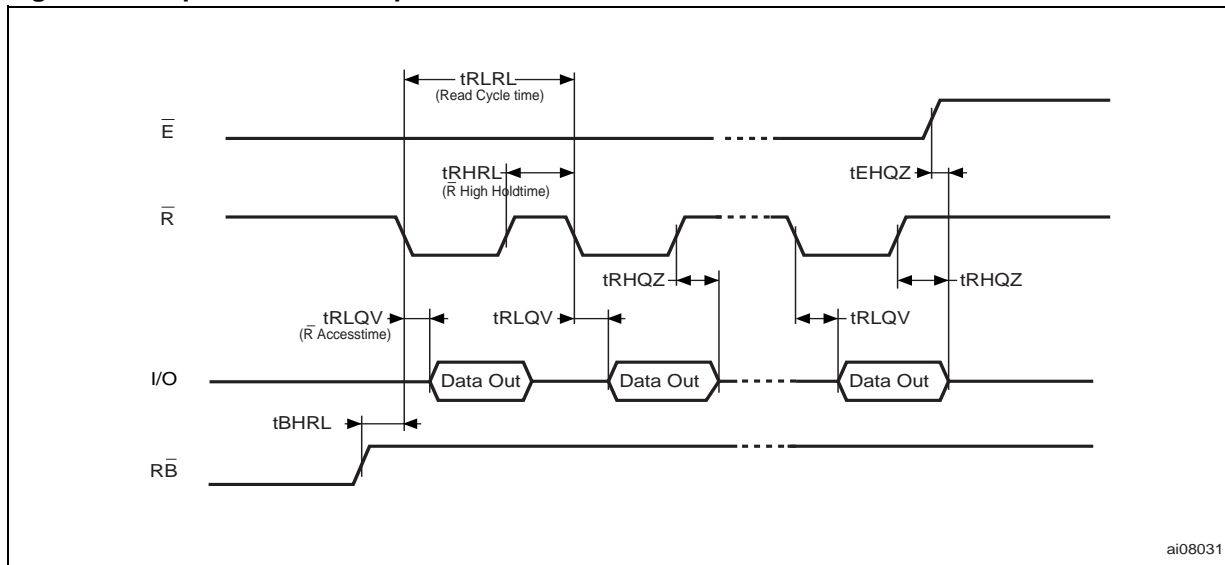 tRLRL
(Read Cycle time)
E̅
tRHRL
(R̅ High Holdtime)
tEHQZ
R̅
tRHQZ
tRHQZ
tRLQV
(R̅ Accesstime)
tRLQV
tRLQV
I/O
Data Out
Data Out
Data Out
tBHRL
RB̅
ai08031